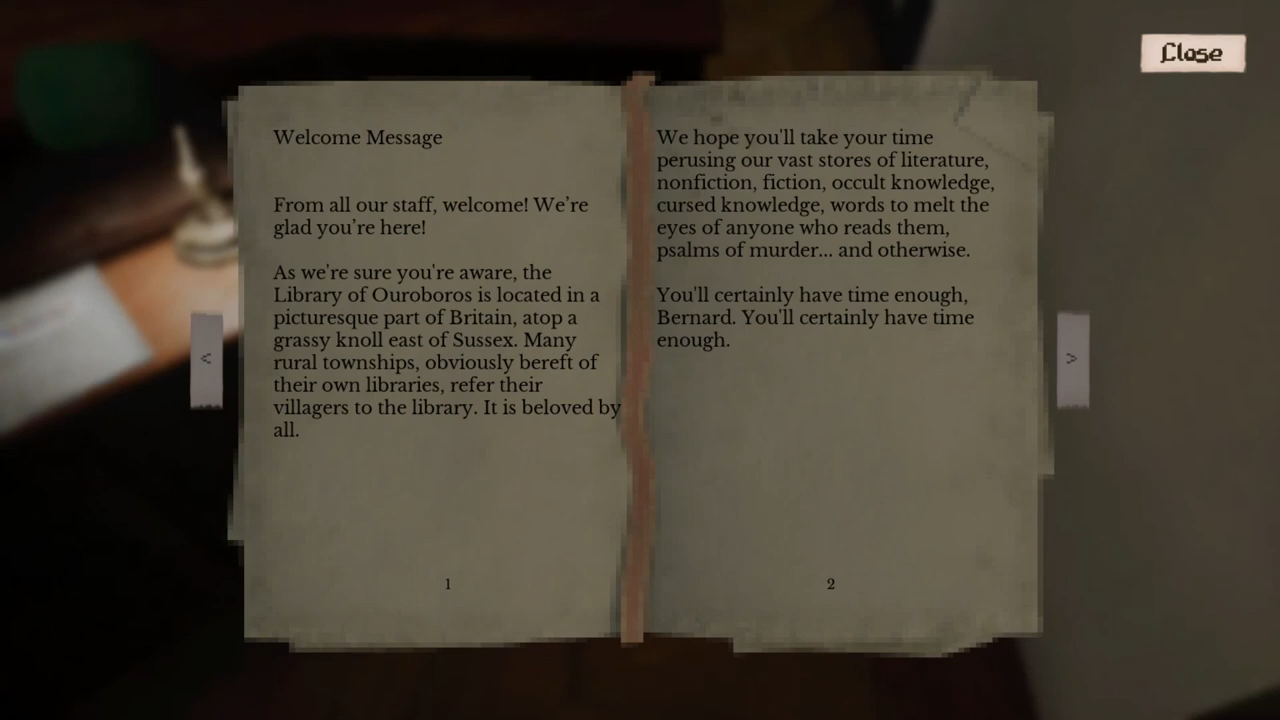 Close
Welcome Message
From all our staff, welcome! We’re
glad you’re here!
As we're sure you're aware, the
Library of Ouroboros is located in a
picturesque part of Britain, atop a
grassy knoll east of Sussex. Many
rural townships, obviously bereft of
their own libraries, refer their
villagers to the library. It is beloved by
all.
1
We hope you'll take your time
perusing our vast stores of literature,
nonfiction, fiction, occult knowledge,
cursed knowledge, words to melt the
eyes of anyone who reads them,
psalms of murder... and otherwise.
You'll certainly have time enough,
Bernard. You'll certainly have time
enough.
2
<
>